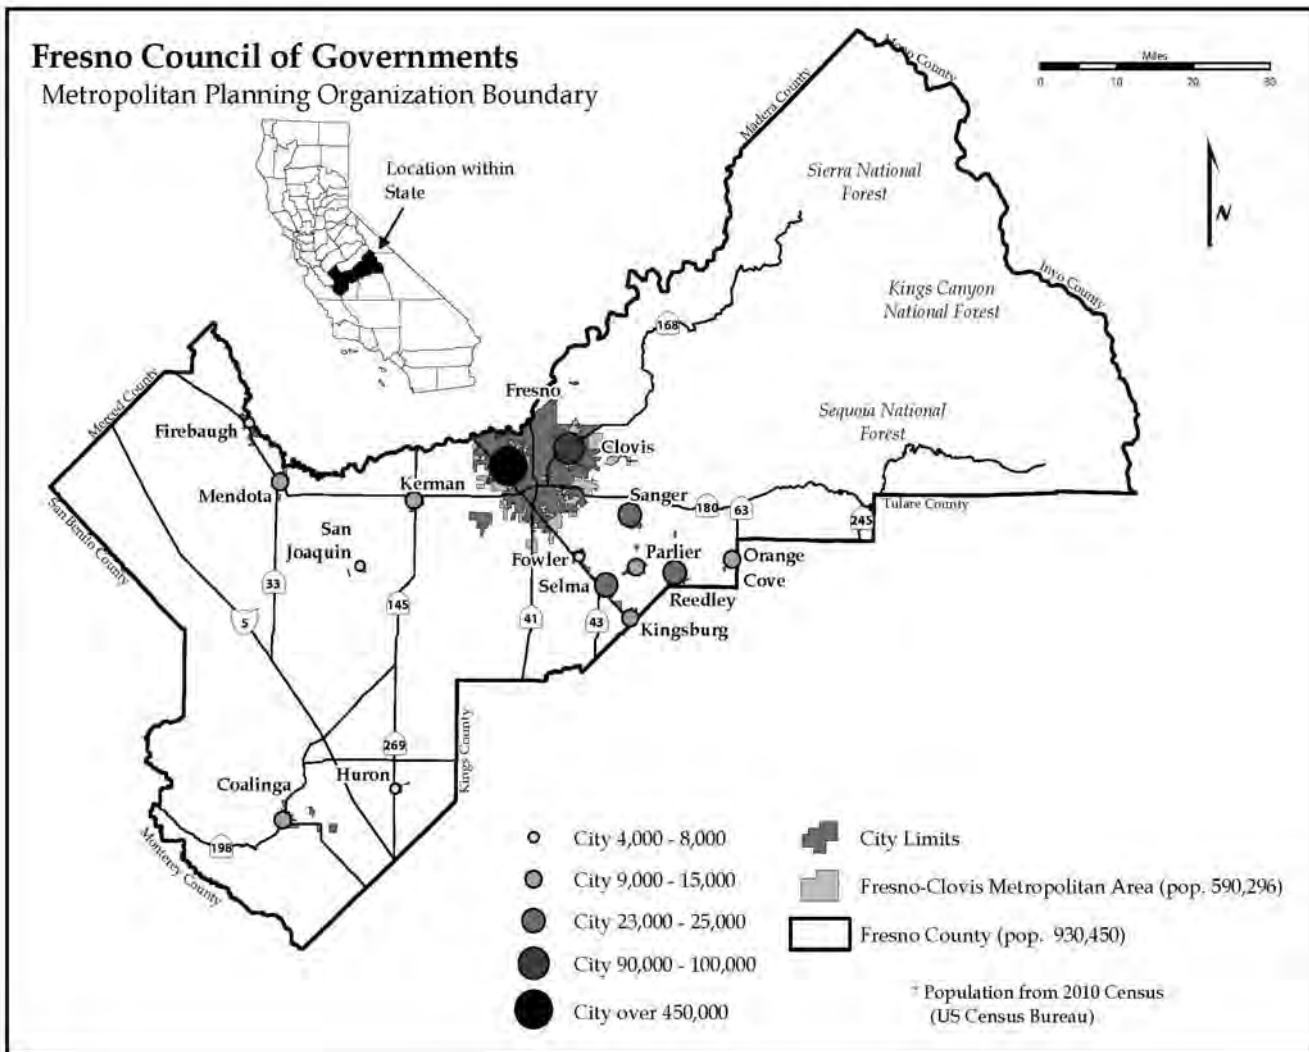 Fresno Council of Governments
Metropolitan Planning Organization Boundary
Miles
0 10 20 30
N
Location within
State
Mono County
Madera County
Inyo County
Sierra National
Forest
Kings Canyon
National Forest
Sequoia National
Forest
168
Merced County
San Benito County
Fresno
Clovis
Firebaugh
Mendota
Kerman
Sanger
180
63
245
Tulare County
San
Joaquin
Fowler
Parlier
Orange
Cove
Selma
Reedley
Kingsburg
33
145
41
43
5
269
Kings County
Coalinga
Huron
198
Monterey County
City 4,000 - 8,000
City 9,000 - 15,000
City 23,000 - 25,000
City 90,000 - 100,000
City over 450,000
City Limits
Fresno-Clovis Metropolitan Area (pop. 590,296)
Fresno County (pop. 930,450)
* Population from 2010 Census
(US Census Bureau)